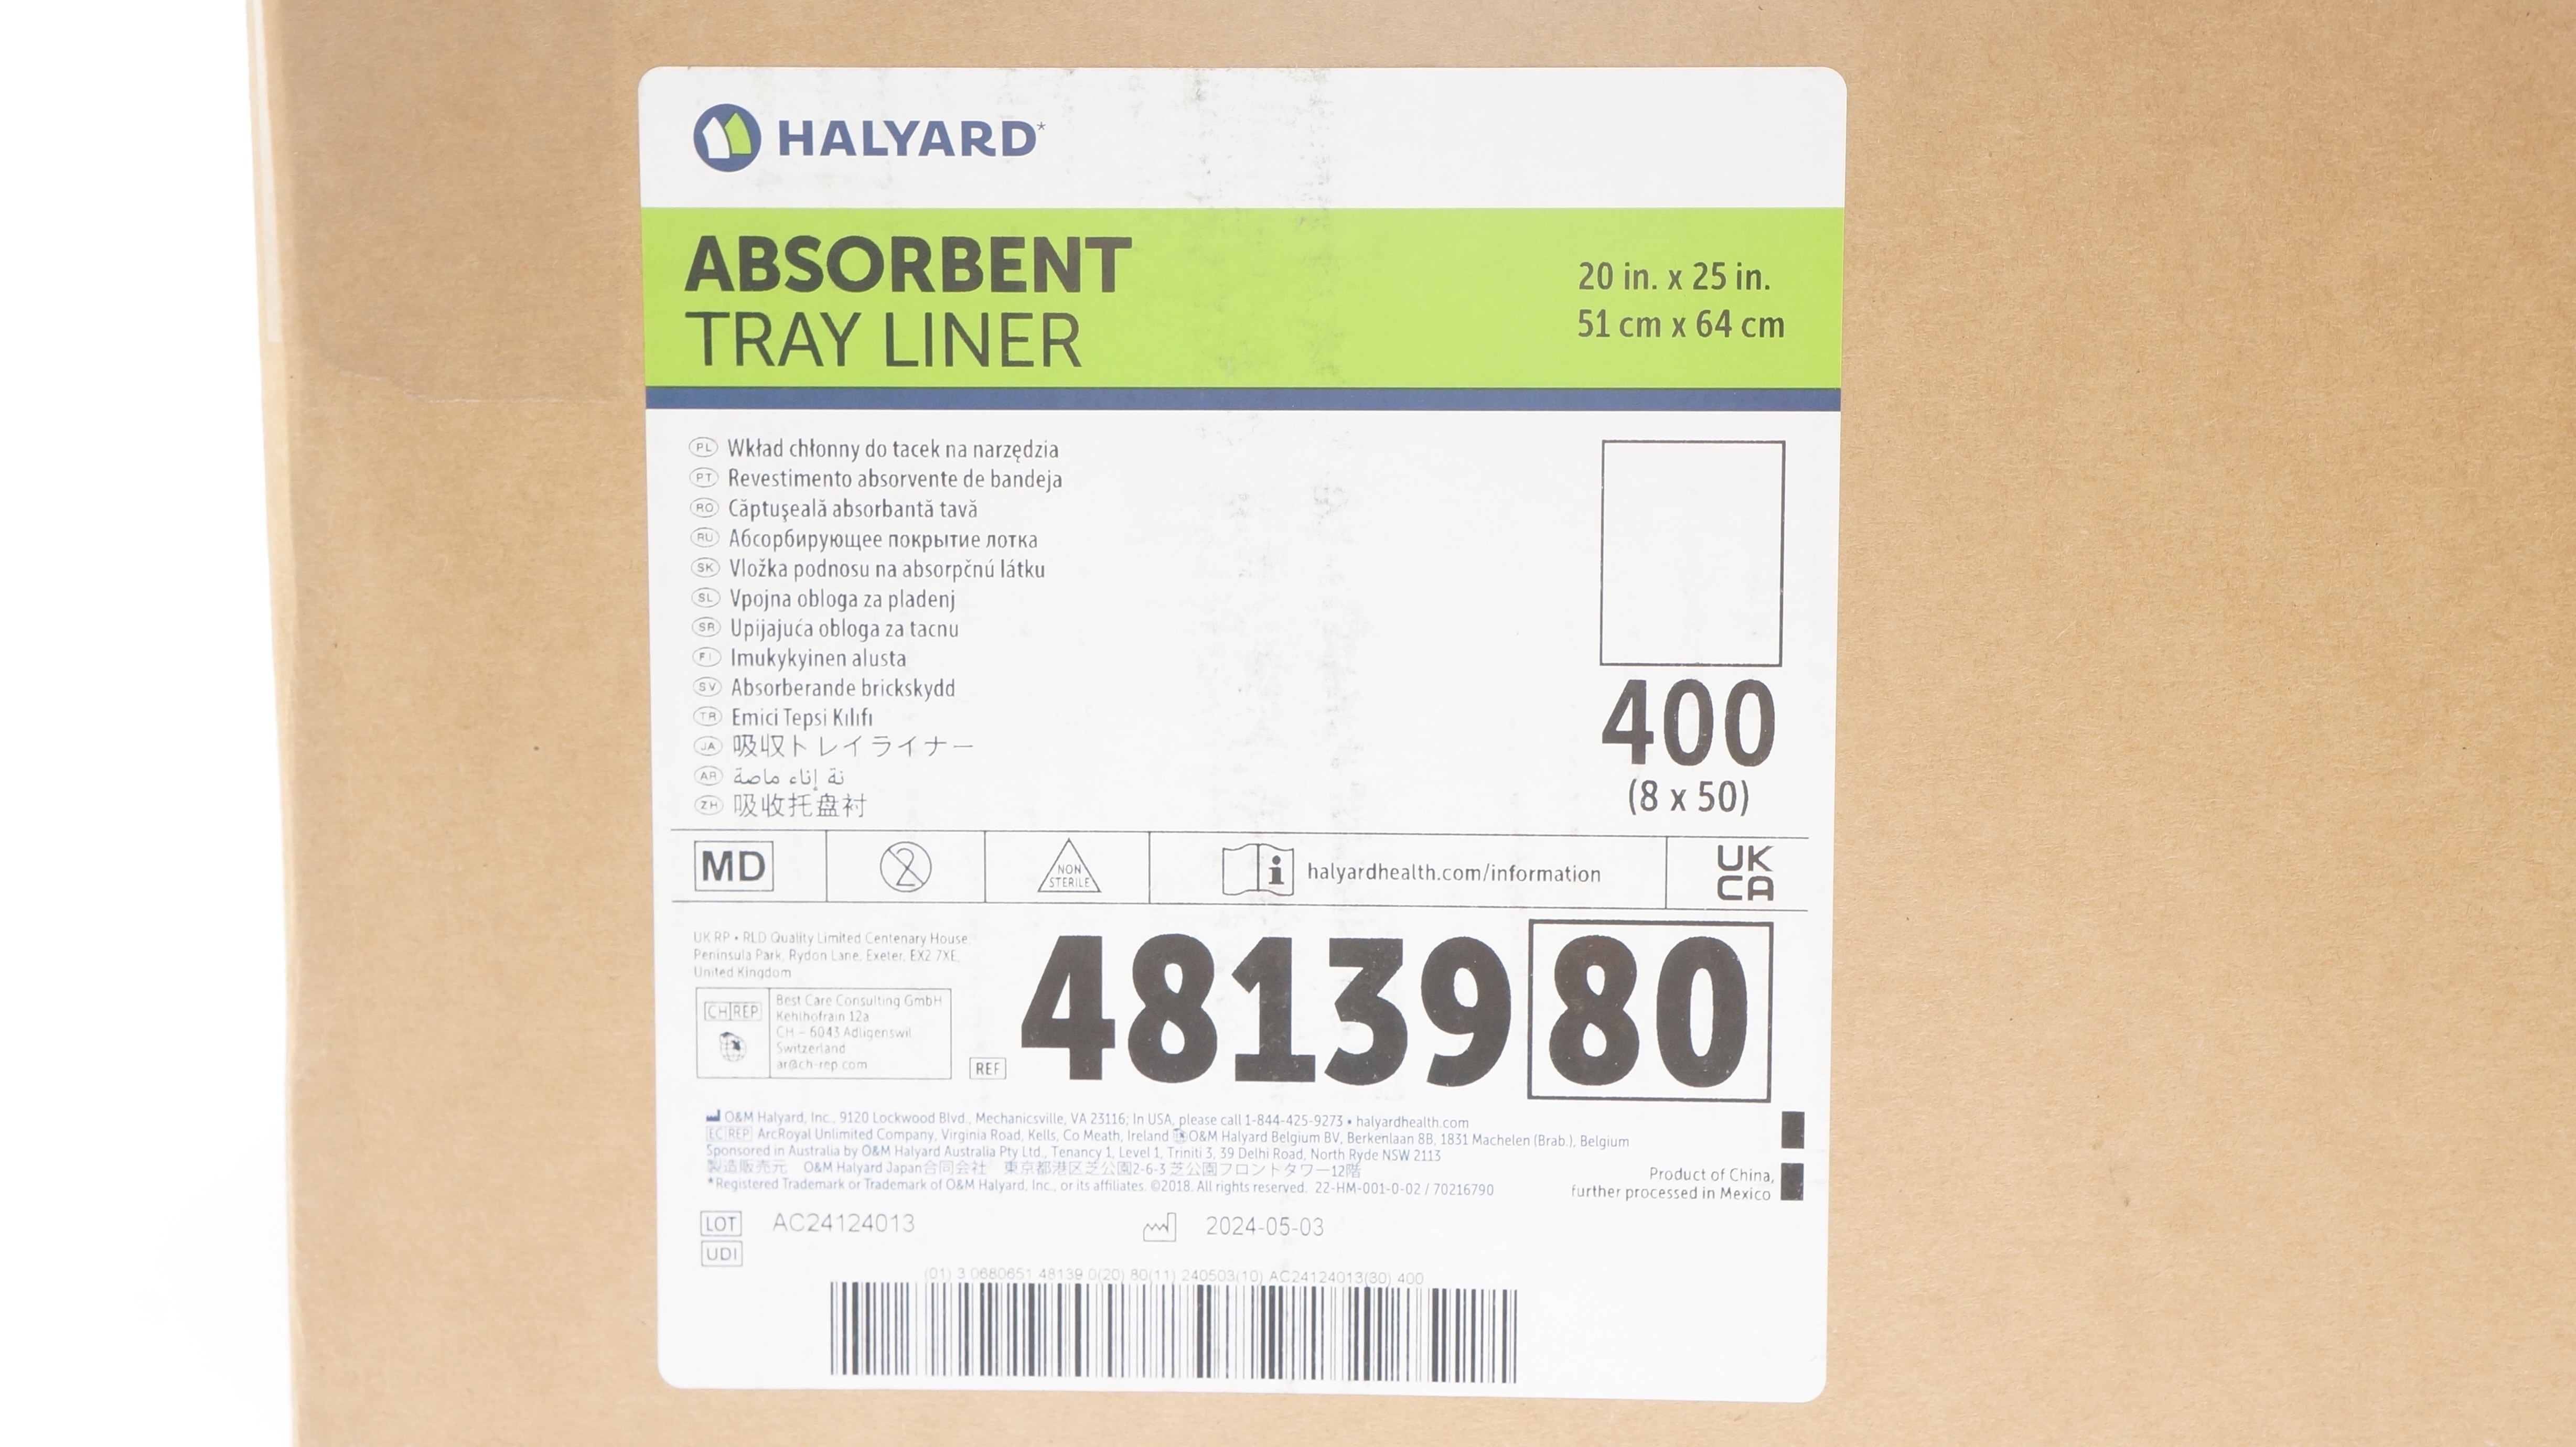 HALYARD*
ABSORBENT
TRAY LINER
20 in. x 25 in.
51 cm x 64 cm
PL Wkład chłonny do tacek na narzędzia
PT Revestimento absorvente de bandeja
RO Căptuşeală absorbantă tavă
RU Абсорбирующее покрытие лотка
SK Vložka podnosu na absorpčnú látku
SL Vpojna obloga za pladenj
SR Upijajuća obloga za tacnu
FI Imukykyinen alusta
SV Absorberande brickskydd
TR Emici Tepsi Kılıfı
JA 吸収トレイライナー
AR نة إناء ماصة
ZH 吸收托盘衬
400
(8 x 50)
MD
2
NON
STERILE
i
halyardhealth.com/information
UK
CA
UK RP • RLD Quality Limited Centenary House,
Peninsula Park, Rydon Lane, Exeter, EX2 7XE,
United Kingdom
CH REP
Best Care Consulting GmbH
Kehlhofrain 12a
CH – 6043 Adligenswil
Switzerland
ar@ch-rep.com
REF
4813980
O&M Halyard, Inc., 9120 Lockwood Blvd., Mechanicsville, VA 23116; In USA, please call 1-844-425-9273 • halyardhealth.com
EC REP ArcRoyal Unlimited Company, Virginia Road, Kells, Co Meath, Ireland O&M Halyard Belgium BV, Berkenlaan 8B, 1831 Machelen (Brab.), Belgium
Sponsored in Australia by O&M Halyard Australia Pty Ltd., Tenancy 1, Level 1, Triniti 3, 39 Delhi Road, North Ryde NSW 2113
製造販売元 O&M Halyard Japan合同会社 東京都港区芝公園2-6-3 芝公園フロントタワー12階
*Registered Trademark or Trademark of O&M Halyard, Inc., or its affiliates. ©2018. All rights reserved. 22-HM-001-0-02 / 70216790
Product of China,
further processed in Mexico
LOT AC24124013
2024-05-03
UDI
(01) 3 0680651 48139 0(20) 80(11) 240503(10) AC24124013(30) 400